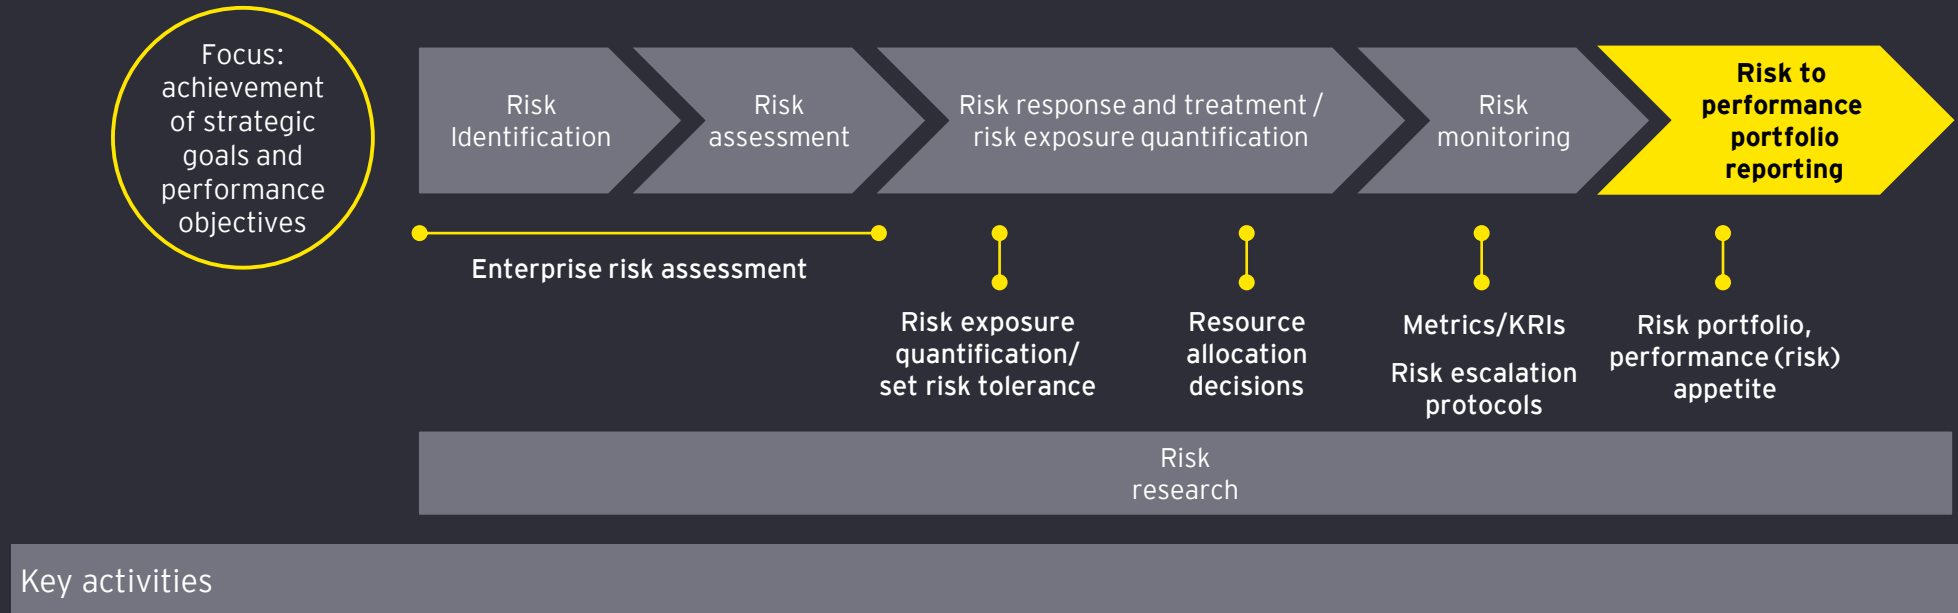 Focus:
achievement
of strategic
goals and
performance
objectives
Risk
Identification
Risk
assessment
Risk response and treatment /
risk exposure quantification
Risk
monitoring
Risk to
performance
portfolio
reporting
Enterprise risk assessment
Risk exposure
quantification/
set risk tolerance
Resource
allocation
decisions
Metrics/KRIs
Risk escalation
protocols
Risk portfolio,
performance (risk)
appetite
Risk
research
Key activities